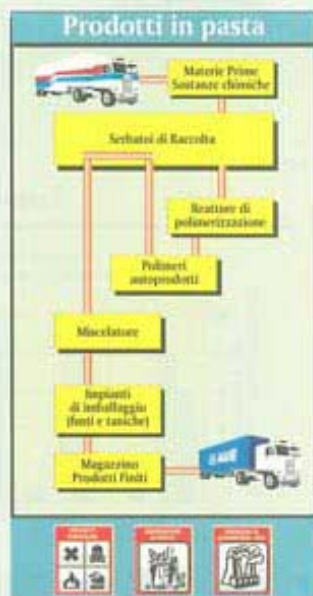 Prodotti in pasta
Materie Prime
Sostanze chimiche
Serbatoi di Raccolta
Reattore di
polimerizzazione
Polimeri
autoprodotti
Miscelatore
Impianti
di imballaggio
(fusti e taniche)
Magazzino
Prodotti Finiti